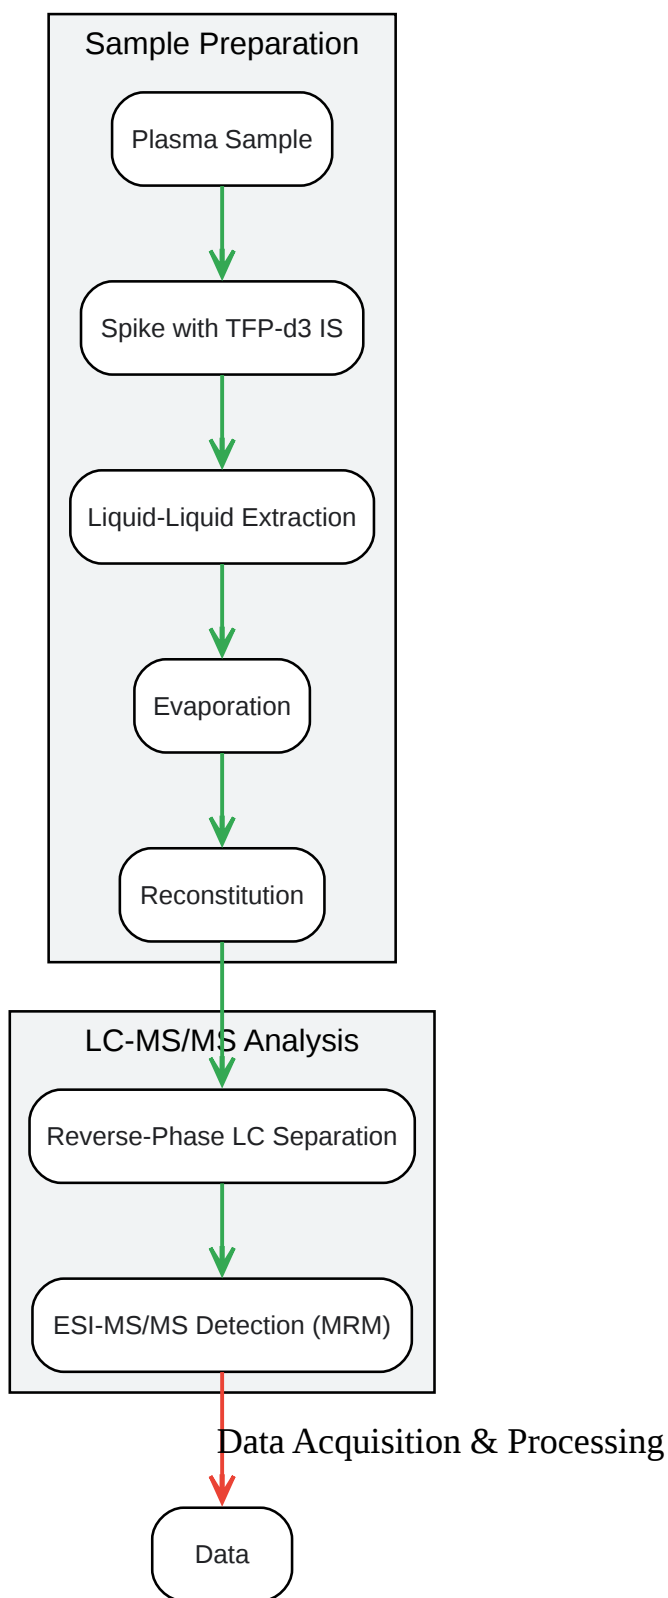 Sample Preparation
Plasma Sample
Spike with TFP-d3 IS
Liquid-Liquid Extraction
Evaporation
Reconstitution
LC-MS/MS Analysis
Reverse-Phase LC Separation
ESI-MS/MS Detection (MRM)
Data Acquisition & Processing
Data